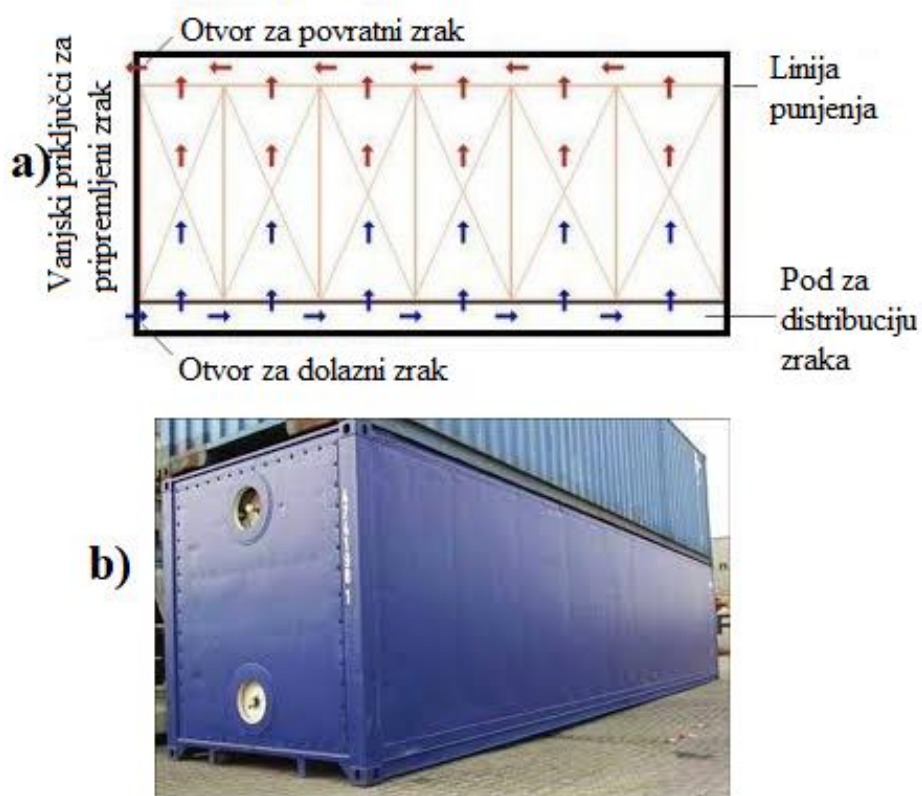 Otvor za povratni zrak
Linija
punjenja
a)
Vanjski priključci za
pripremljeni zrak
Pod za
distribuciju
zraka
Otvor za dolazni zrak
b)